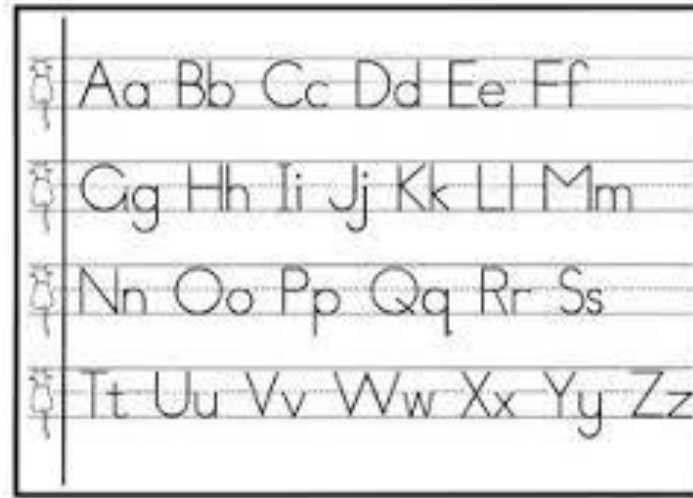 Aa Bb Cc Dd Ee Ff
Gg Hh Ii Jj Kk Ll Mm
Nn Oo Pp Qq Rr Ss
Tt Uu Vv Ww Xx Yy Zz